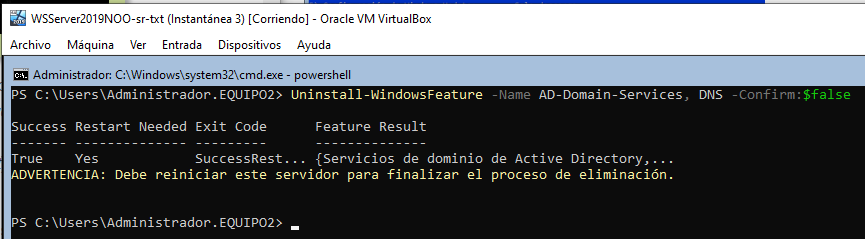 WSServer2019NOO-sr-txt (Instantánea 3) [Corriendo] - Oracle VM VirtualBox
Archivo Máquina Ver Entrada Dispositivos Ayuda
Administrador: C:\Windows\system32\cmd.exe - powershell
PS C:\Users\Administrador.EQUIPO2> Uninstall-WindowsFeature -Name AD-Domain-Services, DNS -Confirm:$false
Success Restart Needed Exit Code      Feature Result
------- -------------- ---------      --------------
True    Yes            SuccessRest... {Servicios de dominio de Active Directory,...
ADVERTENCIA: Debe reiniciar este servidor para finalizar el proceso de eliminación.
PS C:\Users\Administrador.EQUIPO2>